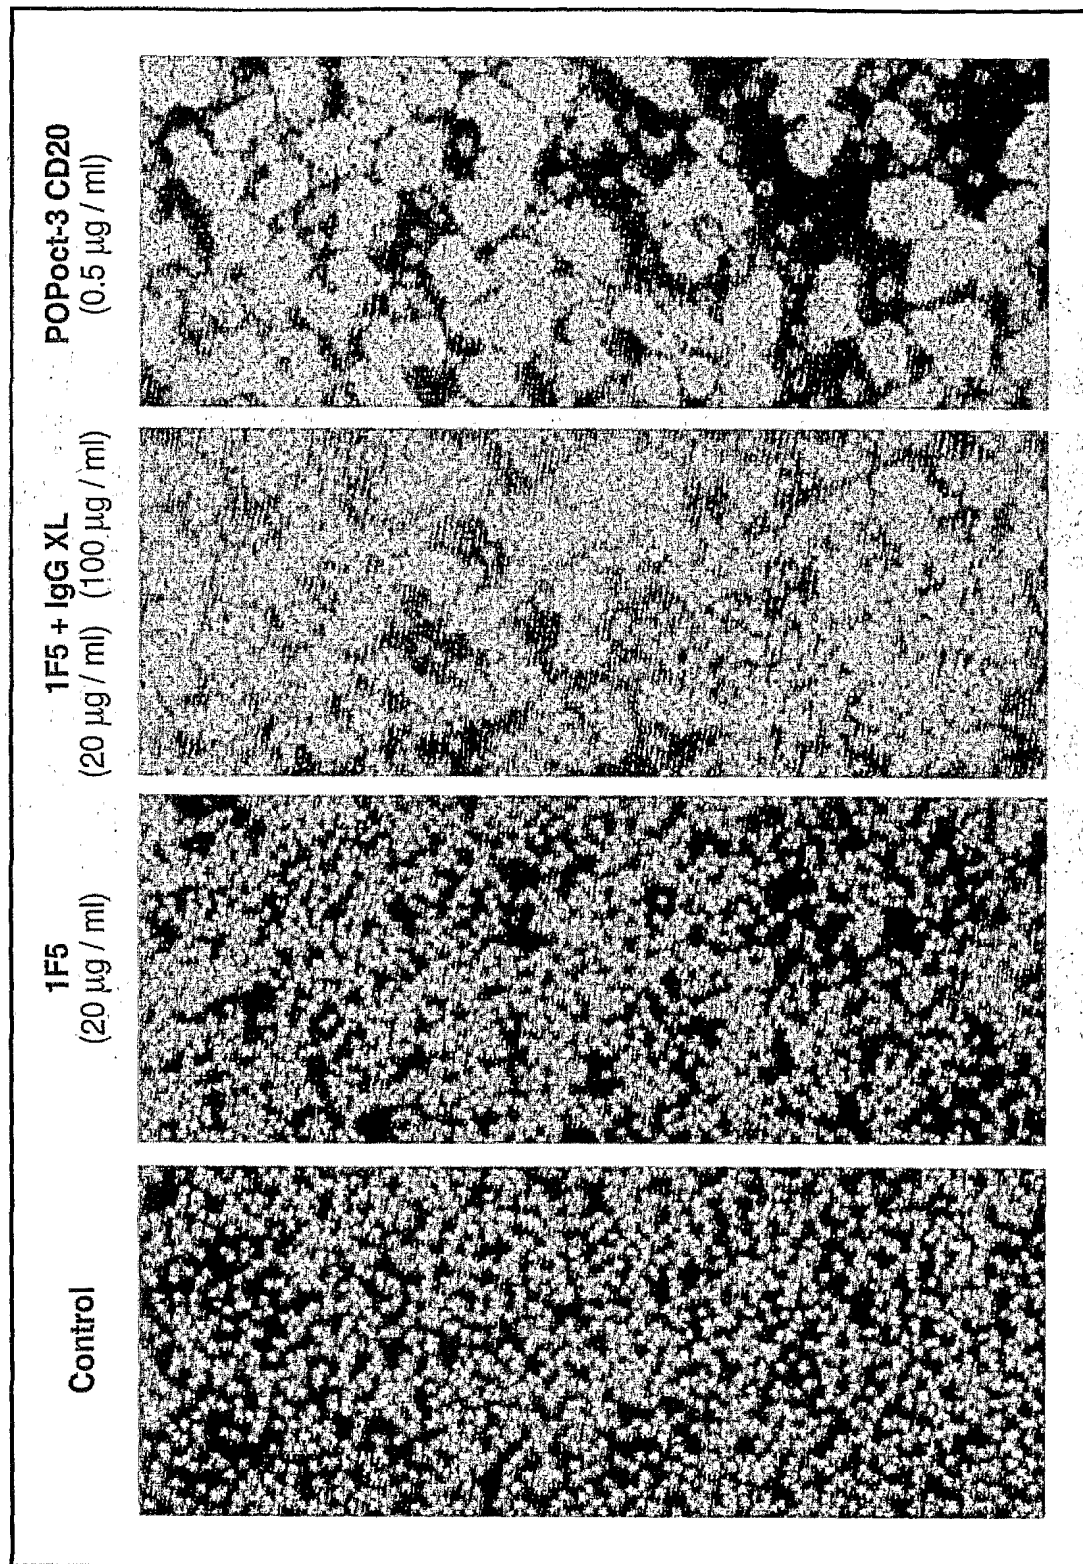 Control
1F5
(20 µg / ml)
1F5 + IgG XL
(20 µg / ml) (100 µg / ml)
POPoct-3 CD20
(0.5 µg / ml)